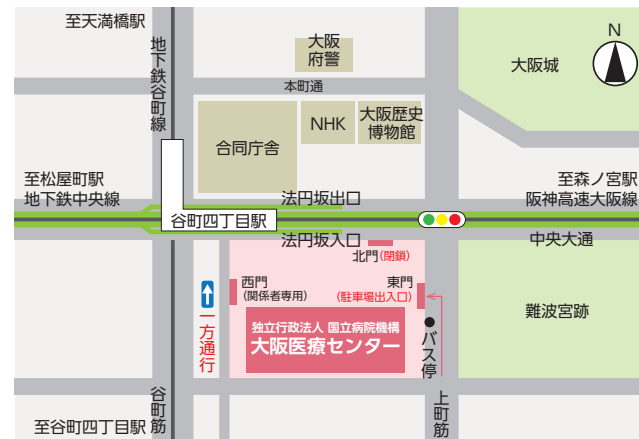 至天満橋駅
地下鉄谷町線
大阪
府警
大阪城
N
本町通
合同庁舎
NHK
大阪歴史
博物館
至松屋町駅
地下鉄中央線
法円坂出口
至森ノ宮駅
阪神高速大阪線
谷町四丁目駅
法円坂入口
中央大通
北門(閉鎖)
西門
(関係者専用)
東門
(駐車場出入口)
一方通行
独立行政法人 国立病院機構
大阪医療センター
バス停
難波宮跡
谷町筋
上町筋
至谷町四丁目駅